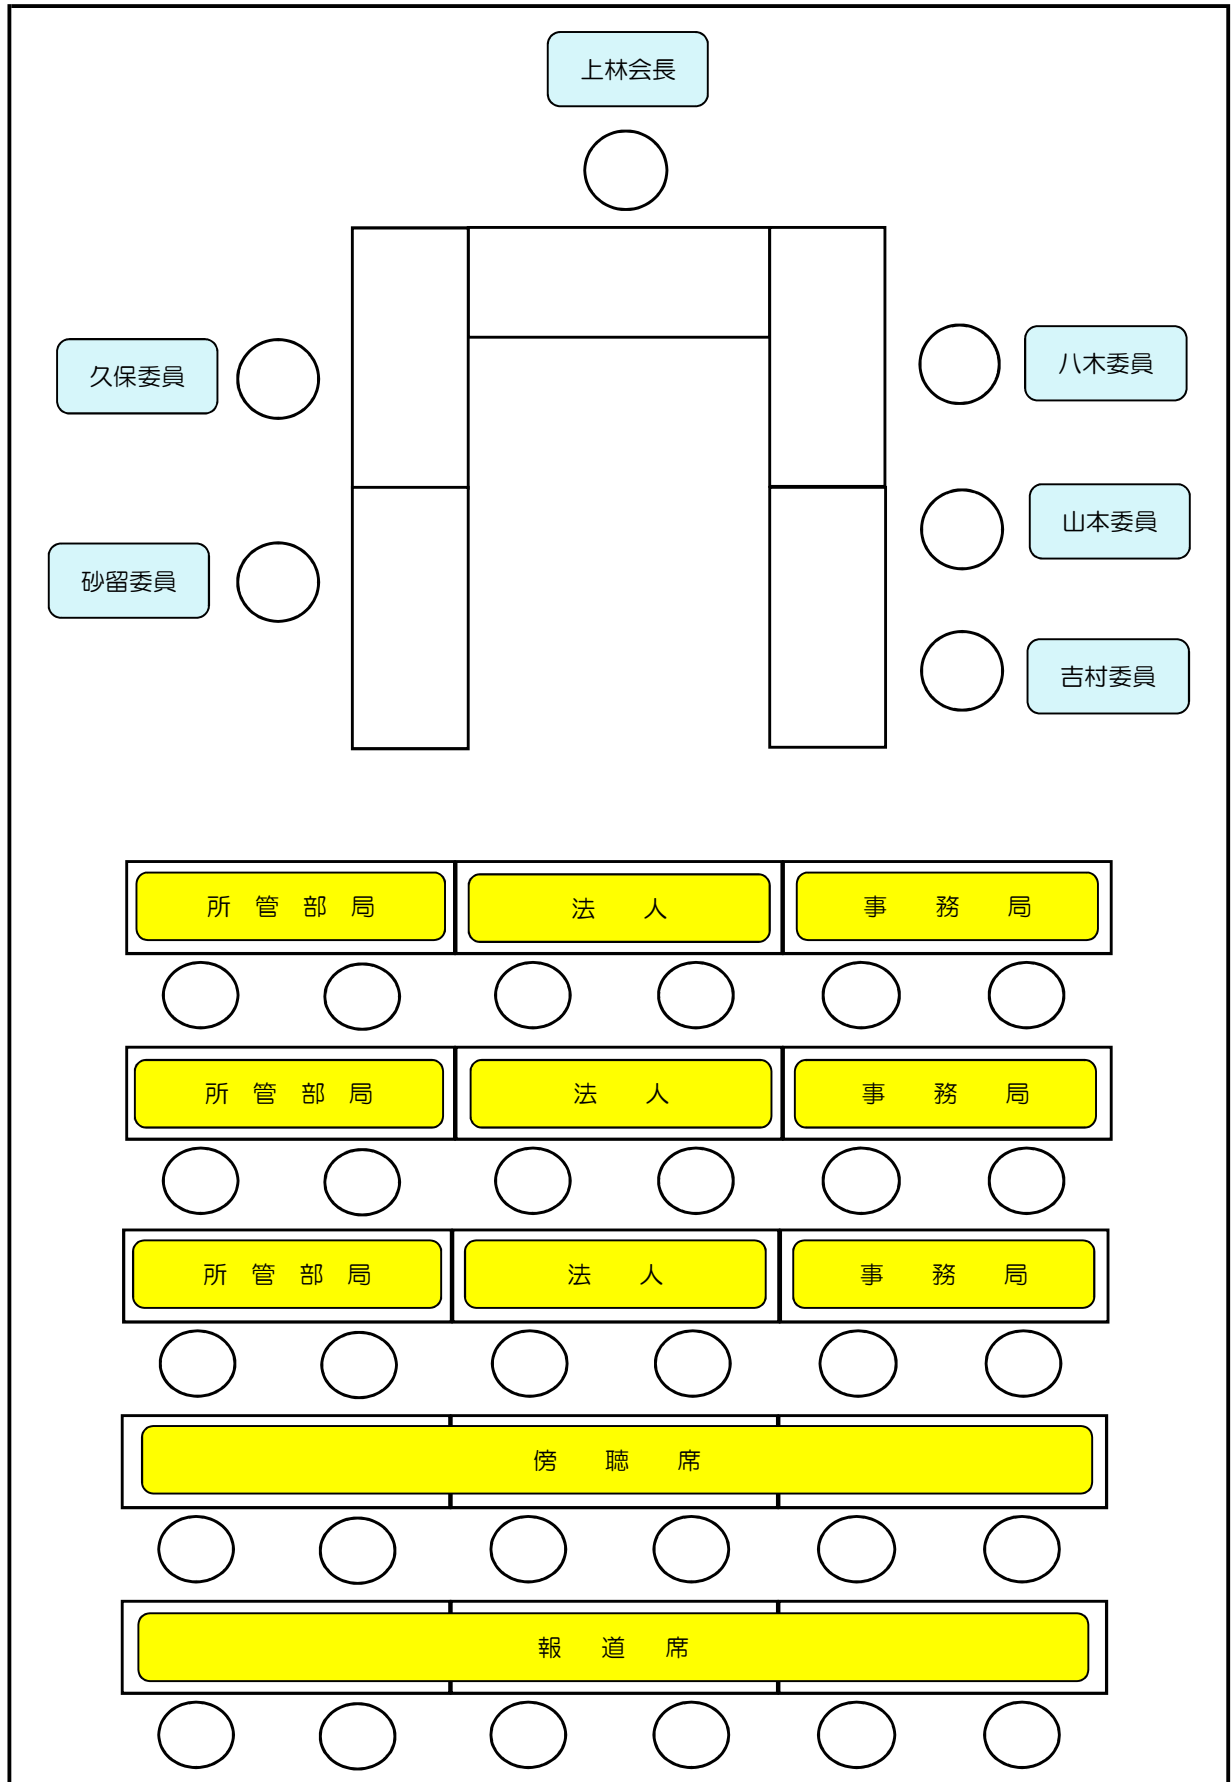 上林会長
久保委員
八木委員
山本委員
砂留委員
吉村委員
所 管 部 局
法 人
事 務 局
所 管 部 局
法 人
事 務 局
所 管 部 局
法 人
事 務 局
傍 聴 席
報 道 席